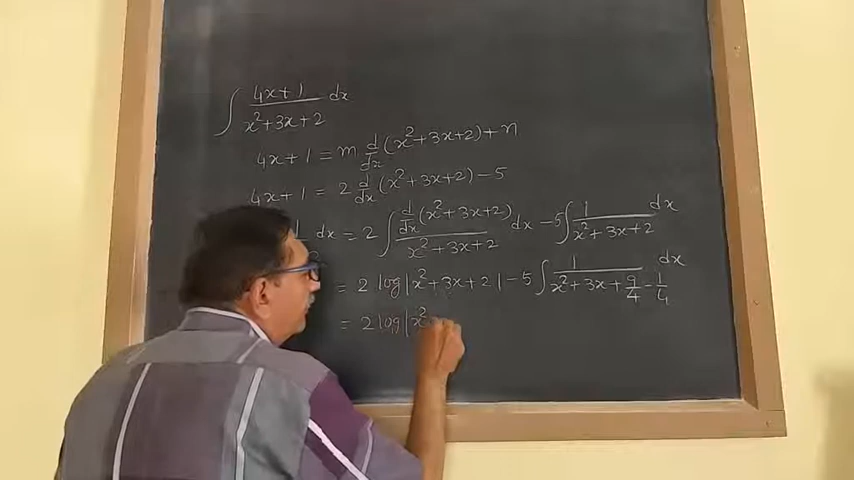 ∫ (4x+1)/(x²+3x+2) dx
4x+1 = m d/dx (x²+3x+2) + n
4x+1 = 2 d/dx (x²+3x+2) - 5
dx = 2 ∫ (d/dx (x²+3x+2))/(x²+3x+2) dx - 5 ∫ 1/(x²+3x+2) dx
= 2 log|x²+3x+2| - 5 ∫ 1/(x²+3x+9/4-1/4) dx
= 2 log|x²